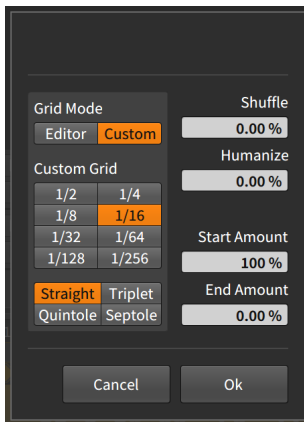 Grid Mode
Editor Custom
Custom Grid
1/2 1/4
1/8 1/16
1/32 1/64
1/128 1/256
Straight Triplet
Quintole Septole
Shuffle
0.00 %
Humanize
0.00 %
Start Amount
100 %
End Amount
0.00 %
Cancel Ok